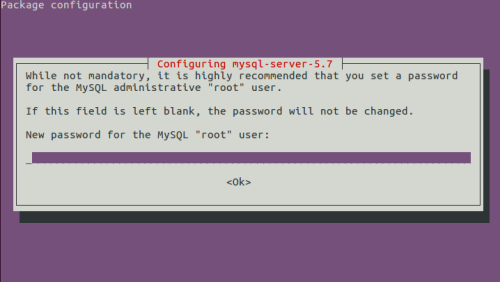 Package configuration
Configuring mysql-server-5.7
While not mandatory, it is highly recommended that you set a password
for the MySQL administrative "root" user.
If this field is left blank, the password will not be changed.
New password for the MySQL "root" user:
<Ok>